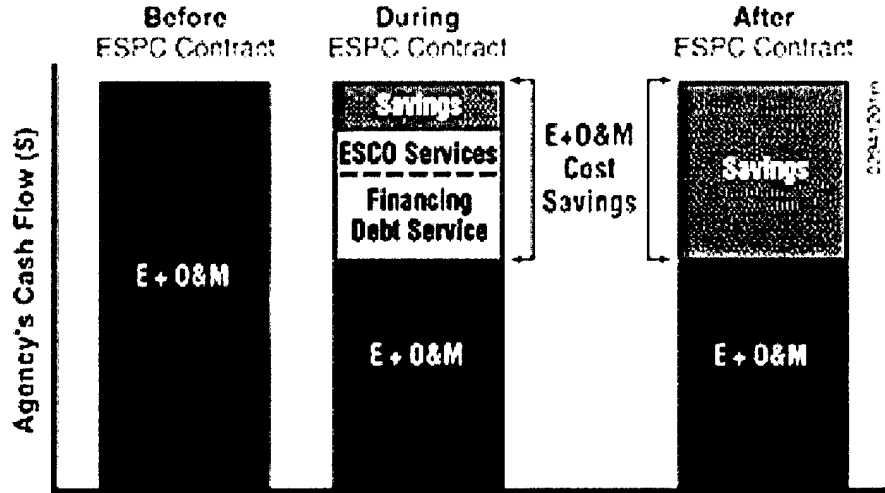 Before
ESPC Contract
During
ESPC Contract
After
ESPC Contract
Agency's Cash Flow ($)
E + O&M
Savings
ESCO Services
Financing
Debt Service
E + O&M
E+O&M
Cost
Savings
Savings
E + O&M